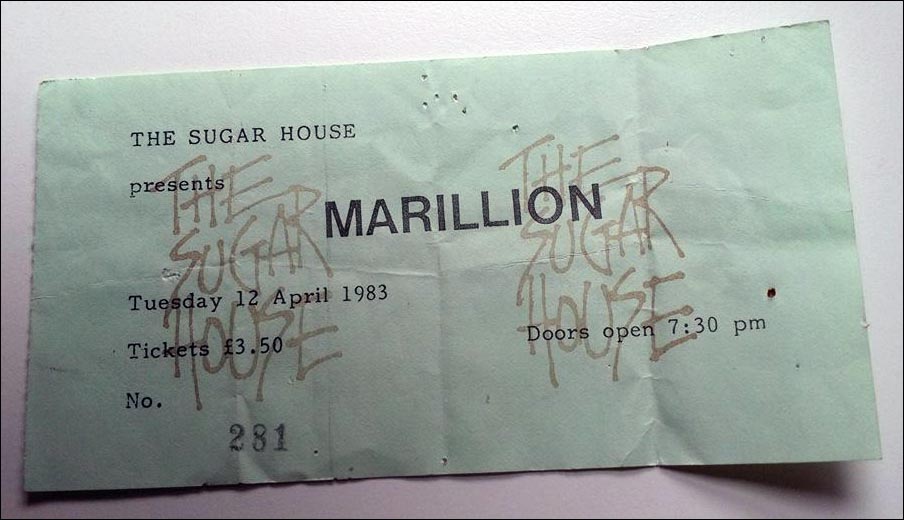 THE SUGAR HOUSE
presents
MARILLION
Tuesday 12 April 1983
Tickets £3.50
Doors open 7:30 pm
No.
281
THE
SUGAR
HOUSE
THE
SUGAR
HOUSE